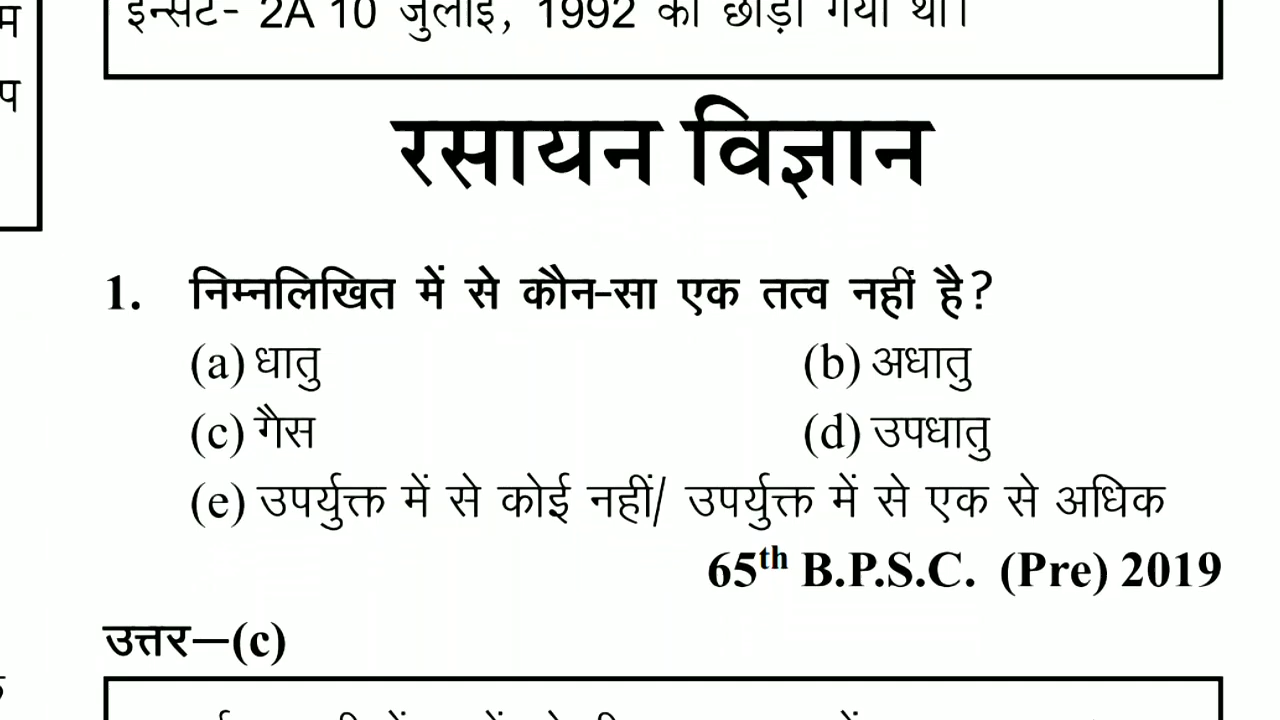 म
इन्सेट- 2A 10 जुलाई, 1992 को छोड़ा गया था।
प
रसायन विज्ञान
1. निम्नलिखित में से कौन-सा एक तत्व नहीं है?
(a) धातु (b) अधातु
(c) गैस (d) उपधातु
(e) उपर्युक्त में से कोई नहीं/ उपर्युक्त में से एक से अधिक
65th B.P.S.C. (Pre) 2019
उत्तर—(c)